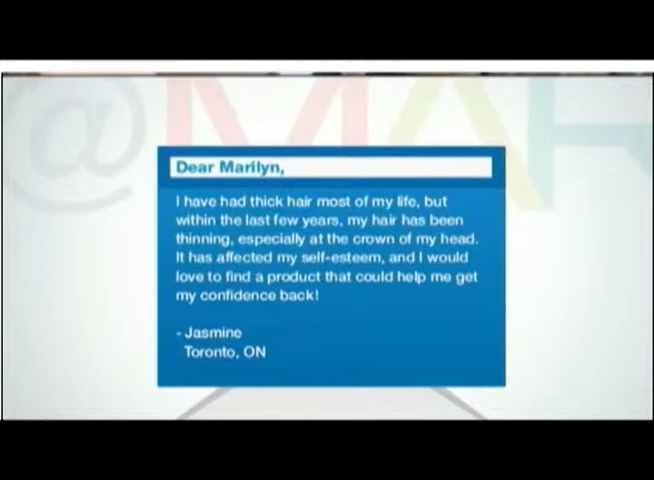 @MAR
Dear Marilyn,
I have had thick hair most of my life, but
within the last few years, my hair has been
thinning, especially at the crown of my head.
It has affected my self-esteem, and I would
love to find a product that could help me get
my confidence back!
- Jasmine
Toronto, ON